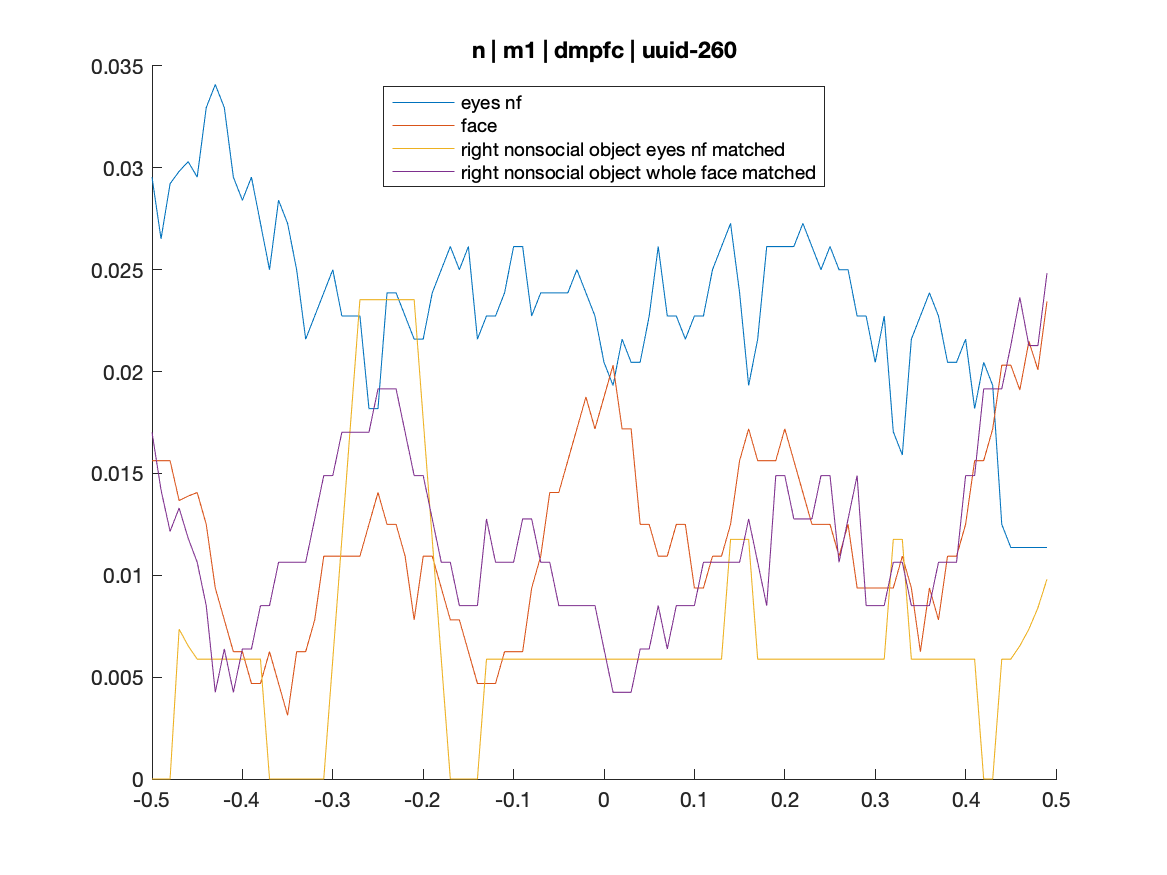 n | m1 | dmpfc | uuid-260
0.035
0.03
0.025
0.02
0.015
0.01
0.005
0
eyes nf
face
right nonsocial object eyes nf matched
right nonsocial object whole face matched
-0.5 -0.4 -0.3 -0.2 -0.1 0 0.1 0.2 0.3 0.4 0.5